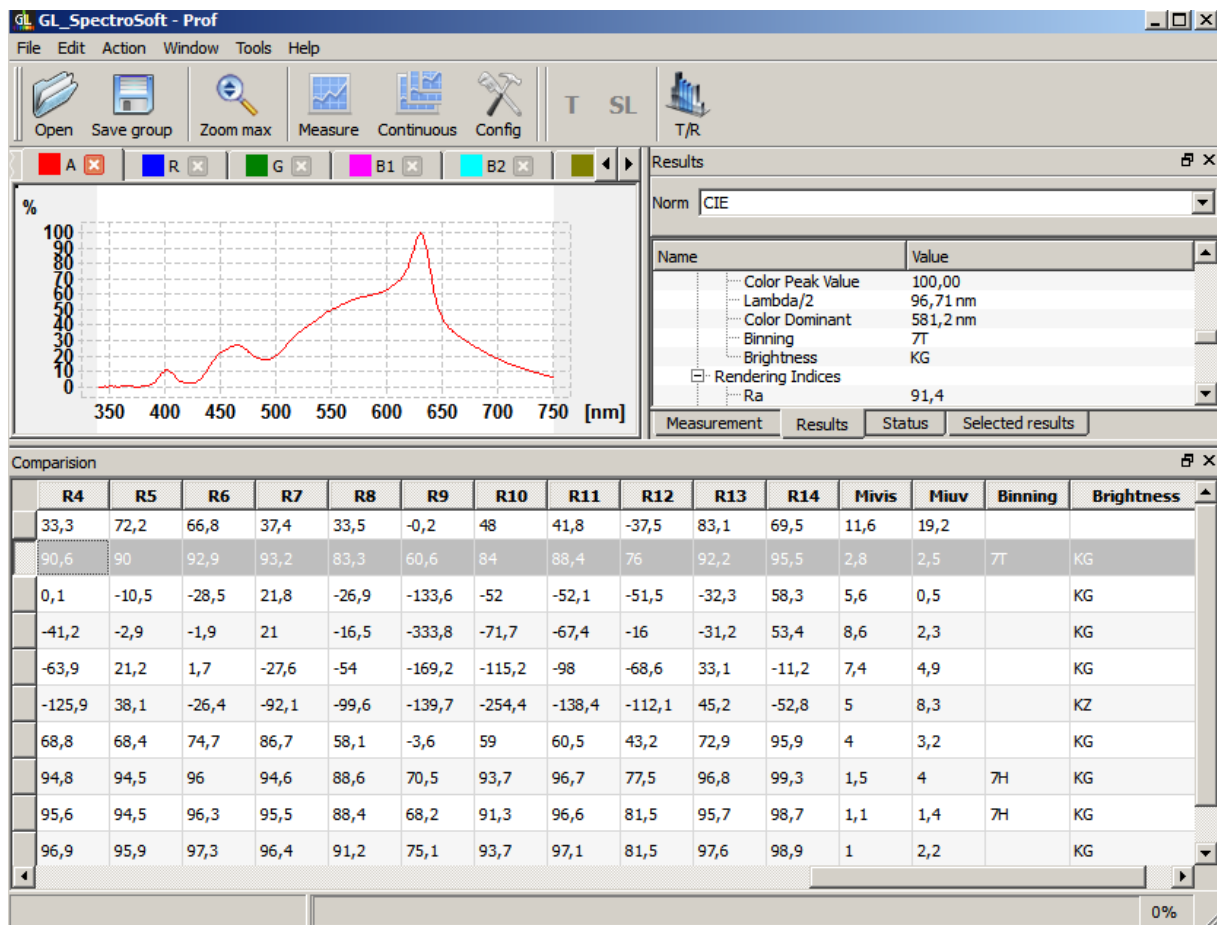 GL_SpectroSoft - Prof
File Edit Action Window Tools Help
Open Save group Zoom max Measure Continuous Config T SL T/R
A R G B1 B2
%
100
90
80
70
60
50
40
30
20
10
0
350 400 450 500 550 600 650 700 750 [nm]
Results
Norm CIE
Name Value
Color Peak Value 100,00
Lambda/2 96,71 nm
Color Dominant 581,2 nm
Binning 7T
Brightness KG
Rendering Indices
Ra 91,4
Measurement Results Status Selected results
Comparision
R4 R5 R6 R7 R8 R9 R10 R11 R12 R13 R14 Mivis Miuv Binning Brightness
33,3 72,2 66,8 37,4 33,5 -0,2 48 41,8 -37,5 83,1 69,5 11,6 19,2
90,6 90 92,9 93,2 83,3 60,6 84 88,4 76 92,2 95,5 2,8 2,5 7T KG
0,1 -10,5 -28,5 21,8 -26,9 -133,6 -52 -52,1 -51,5 -32,3 58,3 5,6 0,5 KG
-41,2 -2,9 -1,9 21 -16,5 -333,8 -71,7 -67,4 -16 -31,2 53,4 8,6 2,3 KG
-63,9 21,2 1,7 -27,6 -54 -169,2 -115,2 -98 -68,6 33,1 -11,2 7,4 4,9 KG
-125,9 38,1 -26,4 -92,1 -99,6 -139,7 -254,4 -138,4 -112,1 45,2 -52,8 5 8,3 KZ
68,8 68,4 74,7 86,7 58,1 -3,6 59 60,5 43,2 72,9 95,9 4 3,2 KG
94,8 94,5 96 94,6 88,6 70,5 93,7 96,7 77,5 96,8 99,3 1,5 4 7H KG
95,6 94,5 96,3 95,5 88,4 68,2 91,3 96,6 81,5 95,7 98,7 1,1 1,4 7H KG
96,9 95,9 97,3 96,4 91,2 75,1 93,7 97,1 81,5 97,6 98,9 1 2,2 KG
0%